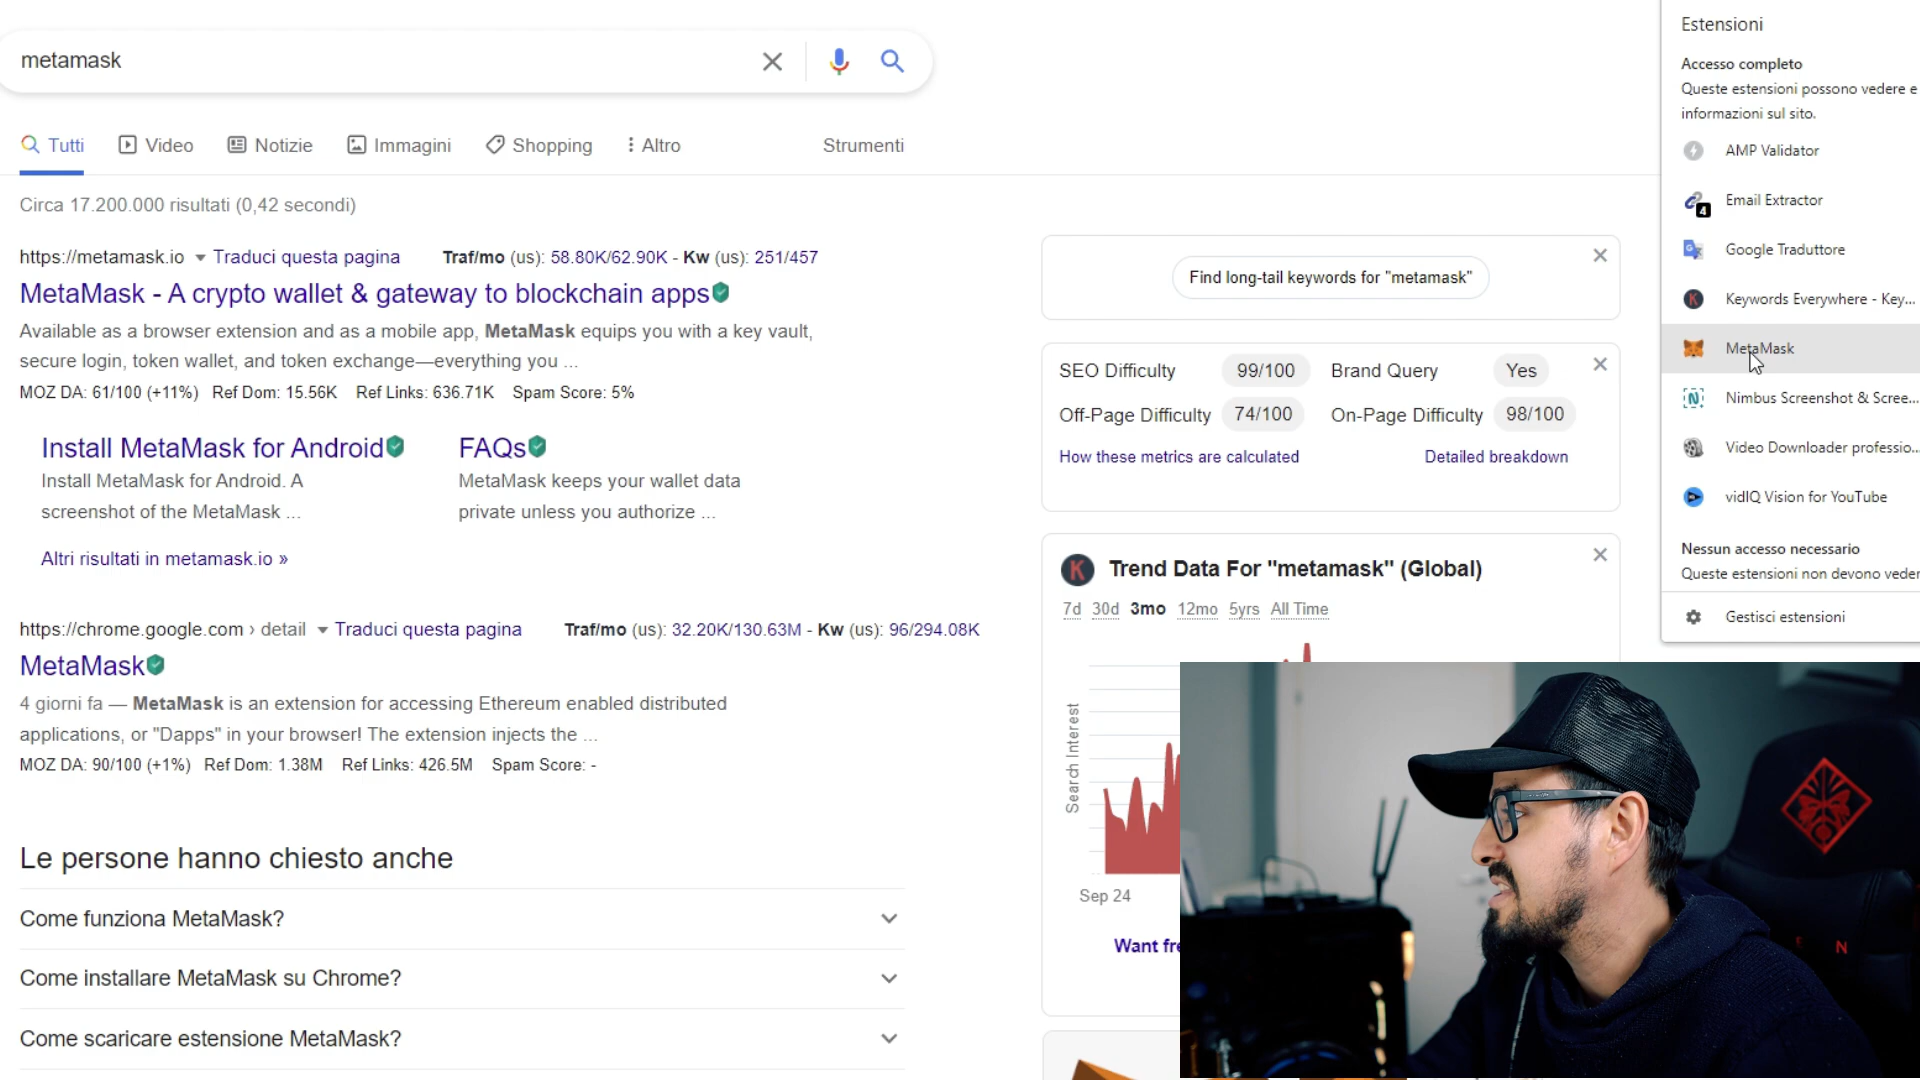 metamask
Tutti
Video
Notizie
Immagini
Shopping
Altro
Strumenti
Circa 17.200.000 risultati (0,42 secondi)
https://metamask.io Traduci questa pagina Traf/mo (us): 58.80K/62.90K - Kw (us): 251/457
MetaMask - A crypto wallet & gateway to blockchain apps
Available as a browser extension and as a mobile app, MetaMask equips you with a key vault,
secure login, token wallet, and token exchange—everything you ...
MOZ DA: 61/100 (+11%) Ref Dom: 15.56K Ref Links: 636.71K Spam Score: 5%
Install MetaMask for Android
Install MetaMask for Android. A
screenshot of the MetaMask ...
FAQs
MetaMask keeps your wallet data
private unless you authorize ...
Altri risultati in metamask.io »
https://chrome.google.com › detail Traduci questa pagina Traf/mo (us): 32.20K/130.63M - Kw (us): 96/294.08K
MetaMask
4 giorni fa — MetaMask is an extension for accessing Ethereum enabled distributed
applications, or "Dapps" in your browser! The extension injects the ...
MOZ DA: 90/100 (+1%) Ref Dom: 1.38M Ref Links: 426.5M Spam Score: -
Le persone hanno chiesto anche
Come funziona MetaMask?
Come installare MetaMask su Chrome?
Come scaricare estensione MetaMask?
Find long-tail keywords for "metamask"
SEO Difficulty 99/100 Brand Query Yes
Off-Page Difficulty 74/100 On-Page Difficulty 98/100
How these metrics are calculated Detailed breakdown
K
Trend Data For "metamask" (Global)
7d 30d 3mo 12mo 5yrs All Time
Search Interest
Sep 24
Want fre
Estensioni
Accesso completo
Queste estensioni possono vedere e
informazioni sul sito.
AMP Validator
4
Email Extractor
Google Traduttore
K
Keywords Everywhere - Key...
MetaMask
N
Nimbus Screenshot & Scree...
Video Downloader professio...
vidIQ Vision for YouTube
Nessun accesso necessario
Queste estensioni non devono veder
Gestisci estensioni
E N